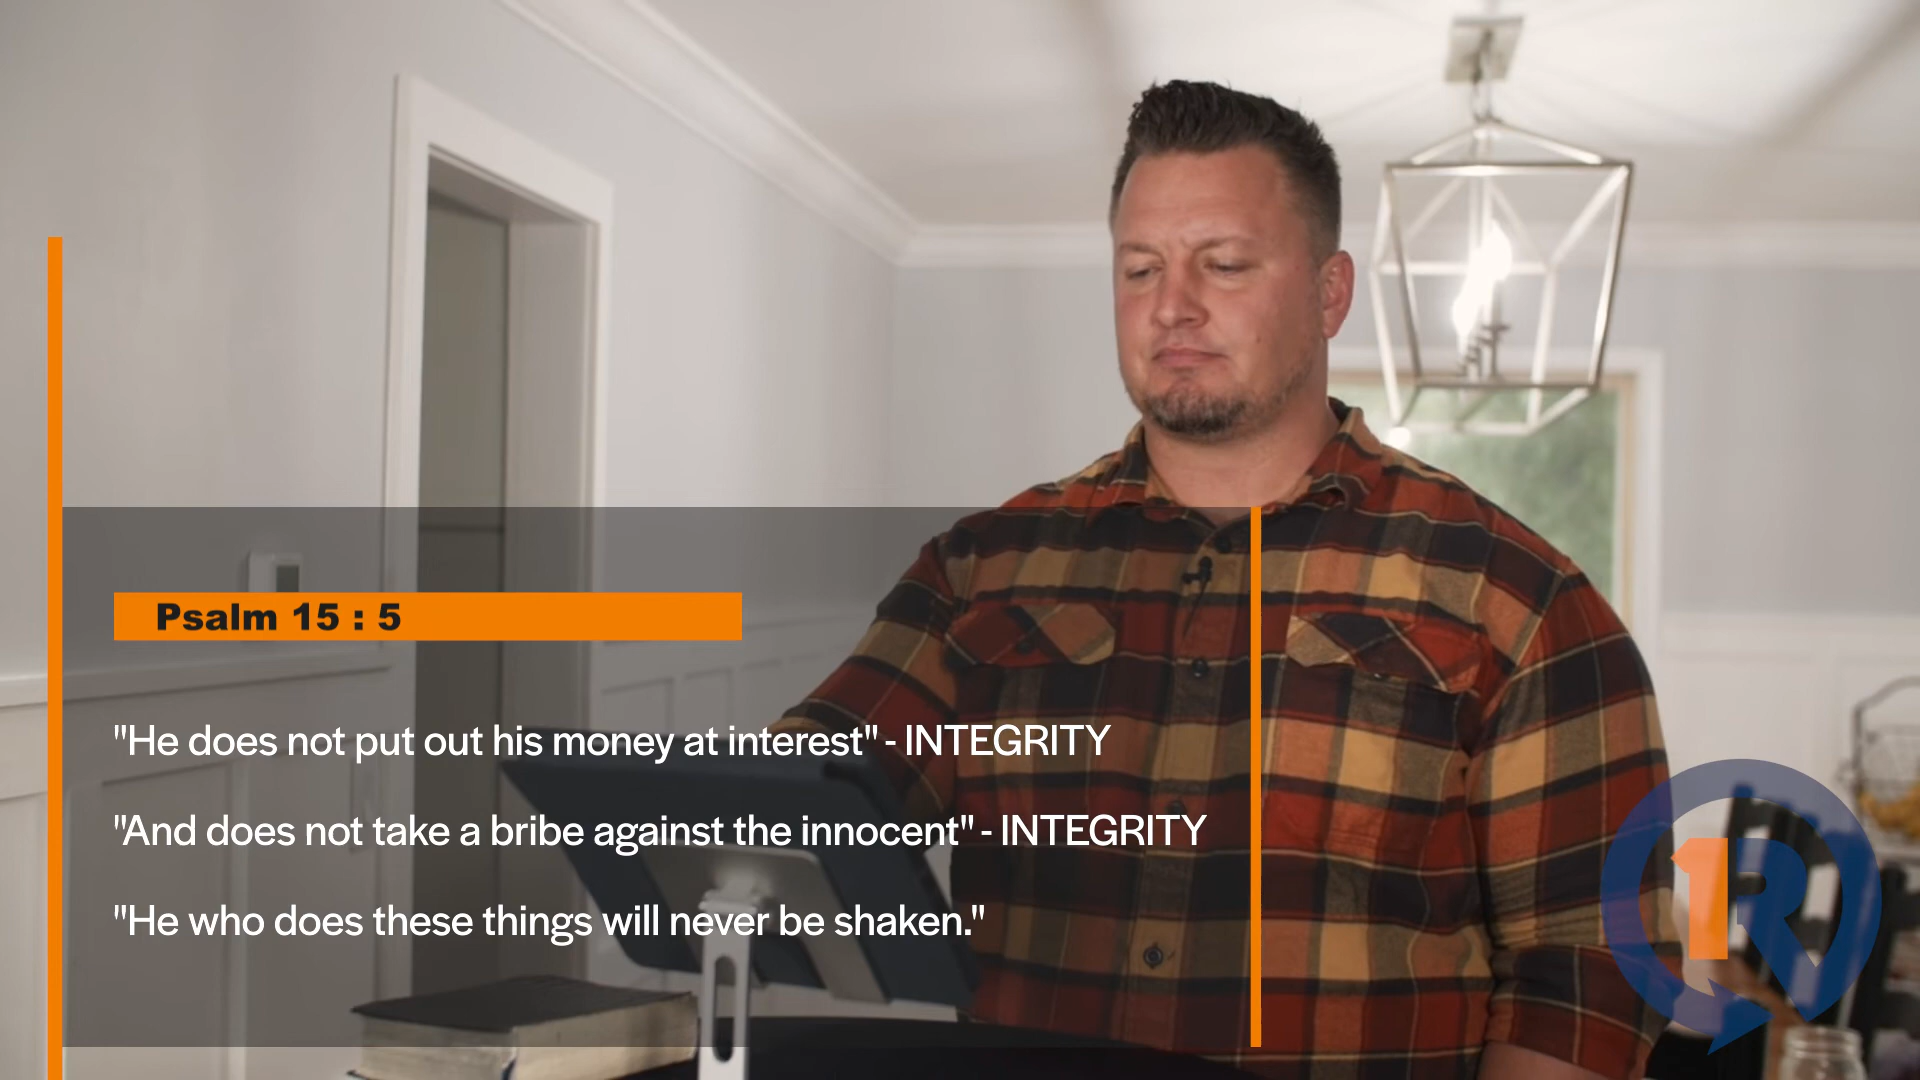 Psalm 15 : 5
"He does not put out his money at interest" - INTEGRITY
"And does not take a bribe against the innocent" - INTEGRITY
"He who does these things will never be shaken."
1R